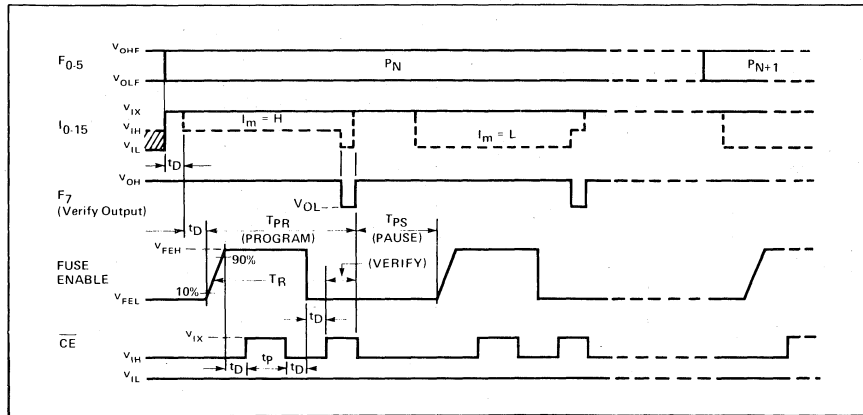 F0-5
VOHF
VOLF
PN
PN+1
I0-15
VIX
VIH
VIL
Im = H
Im = L
tD
F7
(Verify Output)
VOH
VOL
tD
TPR
(PROGRAM)
TPS
(PAUSE)
(VERIFY)
FUSE
ENABLE
VFEH
90%
TR
10%
VFEL
tD
CE
VIX
VIH
VIL
tD
tP
tD